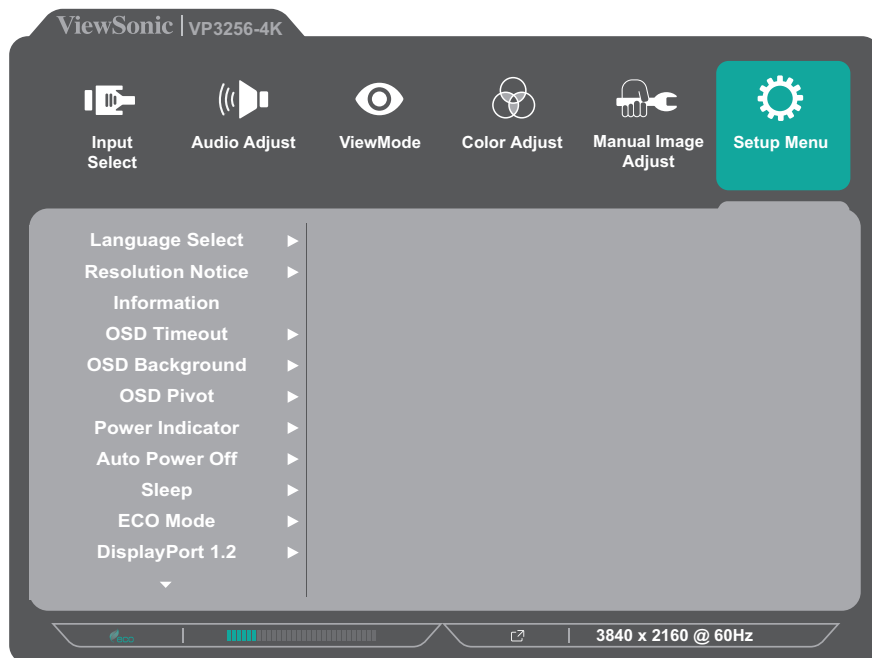 ViewSonic | VP3256-4K
Input Select
Audio Adjust
ViewMode
Color Adjust
Manual Image Adjust
Setup Menu
Language Select
Resolution Notice
Information
OSD Timeout
OSD Background
OSD Pivot
Power Indicator
Auto Power Off
Sleep
ECO Mode
DisplayPort 1.2
eco
3840 x 2160 @ 60Hz